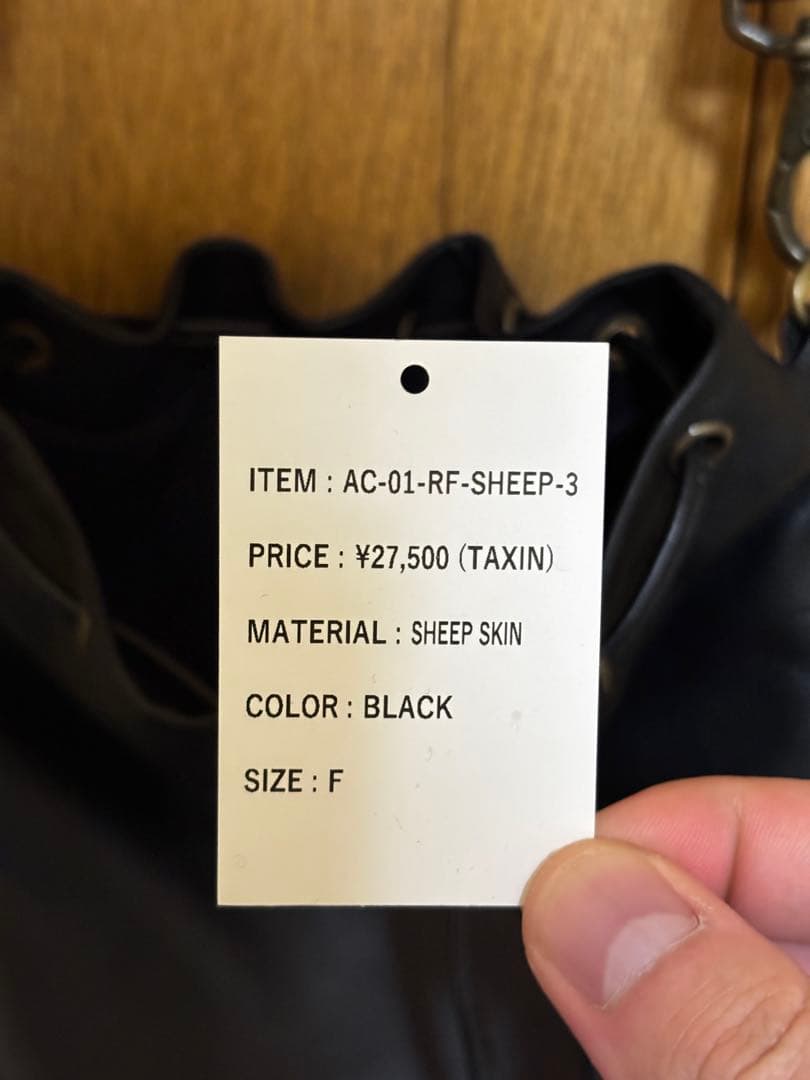 ITEM : AC-01-RF-SHEEP-3
PRICE : ¥27,500 (TAXIN)
MATERIAL : SHEEP SKIN
COLOR : BLACK
SIZE : F